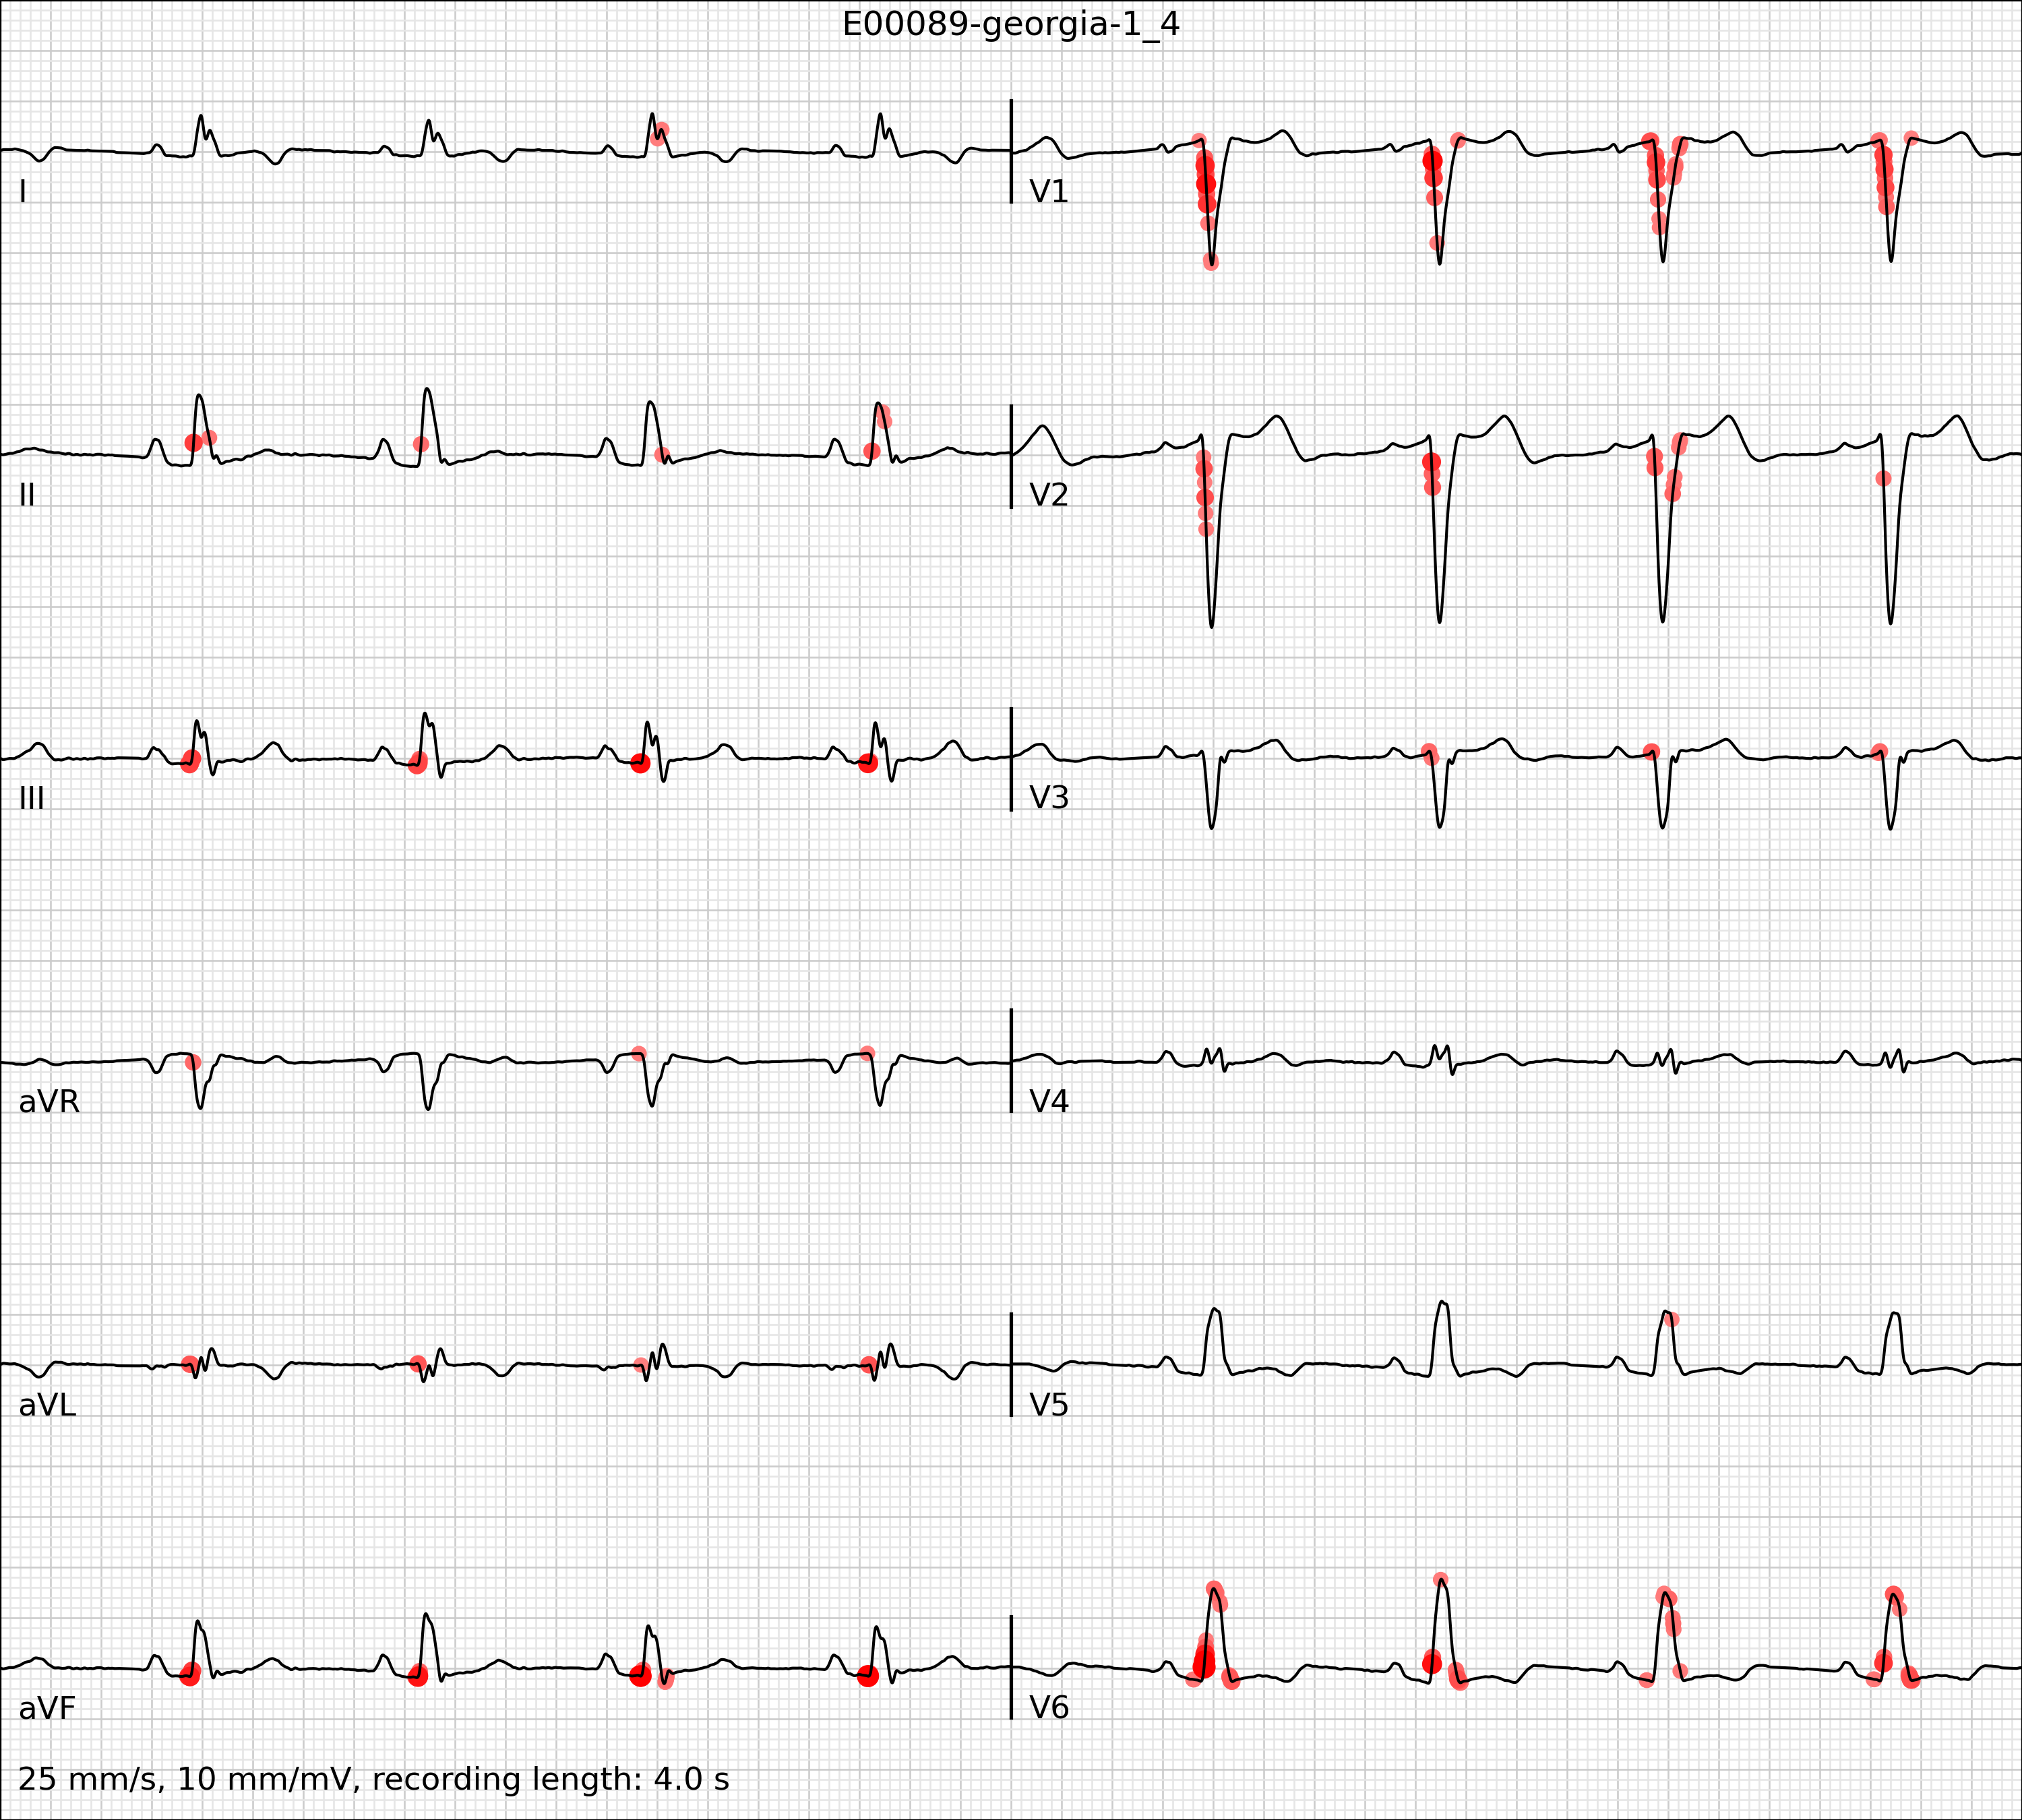 E00089-georgia-1_4
I
V1
II
V2
III
V3
aVR
V4
aVL
V5
aVF
V6
25 mm/s, 10 mm/mV, recording length: 4.0 s